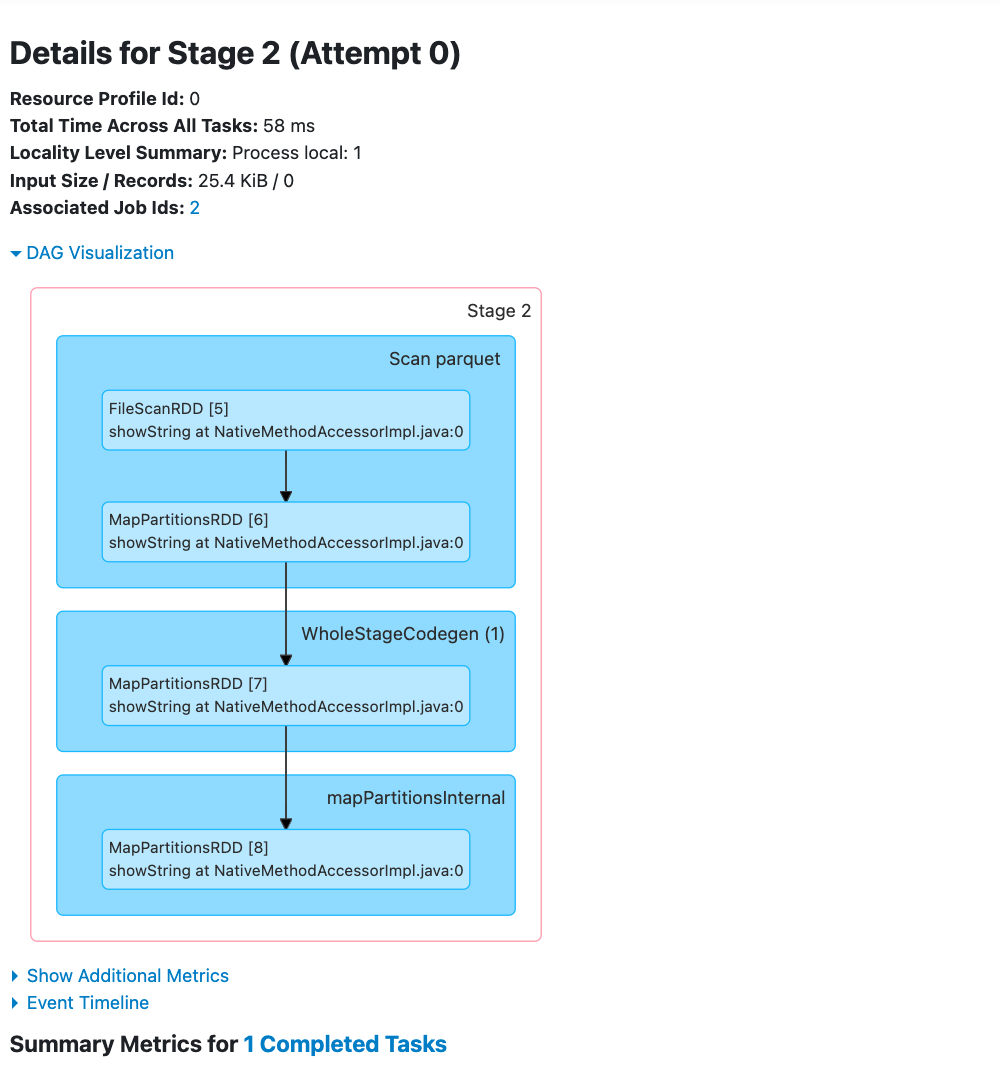 Details for Stage 2 (Attempt 0)
Resource Profile Id: 0
Total Time Across All Tasks: 58 ms
Locality Level Summary: Process local: 1
Input Size / Records: 25.4 KiB / 0
Associated Job Ids: 2
DAG Visualization
Stage 2
Scan parquet
FileScanRDD [5]
showString at NativeMethodAccessorImpl.java:0
MapPartitionsRDD [6]
showString at NativeMethodAccessorImpl.java:0
WholeStageCodegen (1)
MapPartitionsRDD [7]
showString at NativeMethodAccessorImpl.java:0
mapPartitionsInternal
MapPartitionsRDD [8]
showString at NativeMethodAccessorImpl.java:0
Show Additional Metrics
Event Timeline
Summary Metrics for 1 Completed Tasks